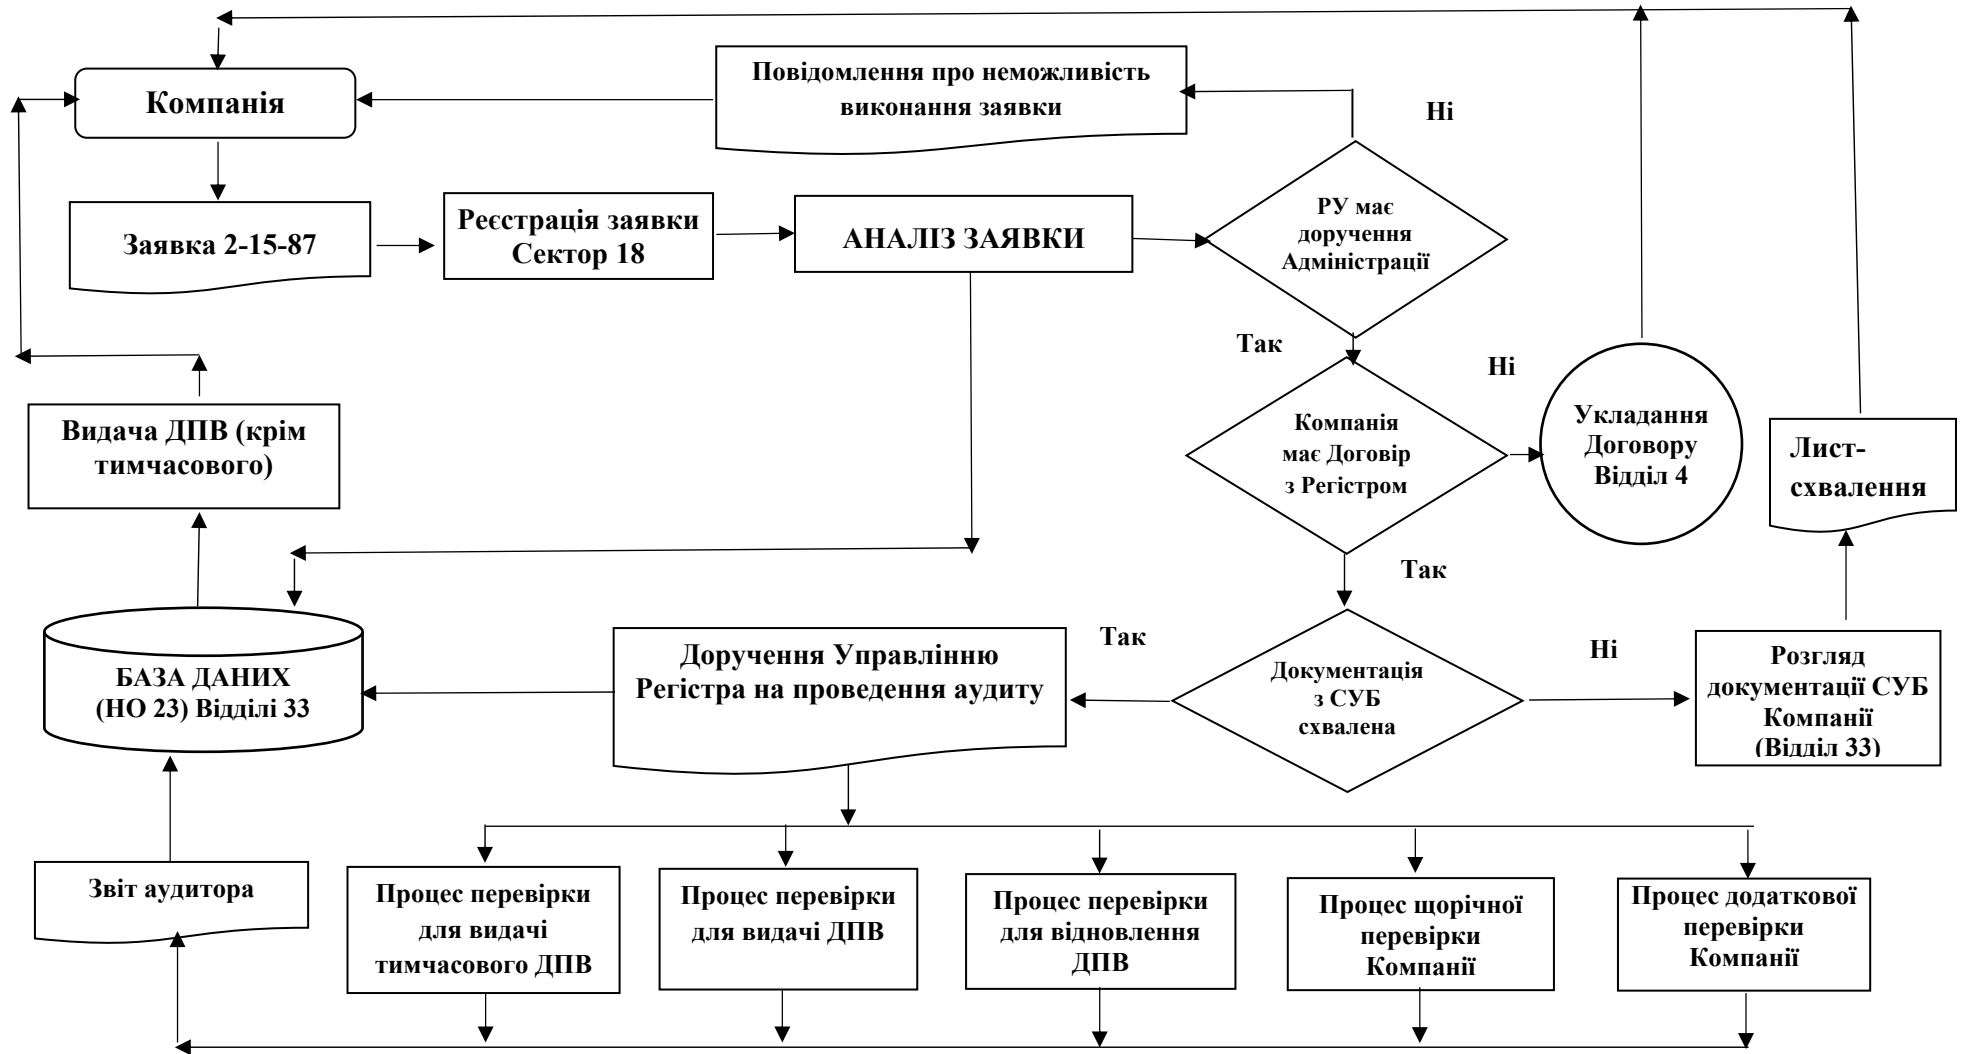 Повідомлення про неможливість
виконання заявки
Ні
Компанія
Заявка 2-15-87
Реєстрація заявки
Сектор 18
АНАЛІЗ ЗАЯВКИ
РУ має
доручення
Адміністрації
Так
Ні
Видача ДПВ (крім
тимчасового)
Компанія
має Договір
з Регістром
Укладання
Договору
Відділ 4
Лист-
схвалення
Так
БАЗА ДАНИХ
(НО 23) Відділі 33
Доручення Управлінню
Регістра на проведення аудиту
Так
Документація
з СУБ
схвалена
Ні
Розгляд
документації СУБ
Компанії
(Відділ 33)
Звіт аудитора
Процес перевірки
для видачі
тимчасового ДПВ
Процес перевірки
для видачі ДПВ
Процес перевірки
для відновлення
ДПВ
Процес щорічної
перевірки
Компанії
Процес додаткової
перевірки
Компанії